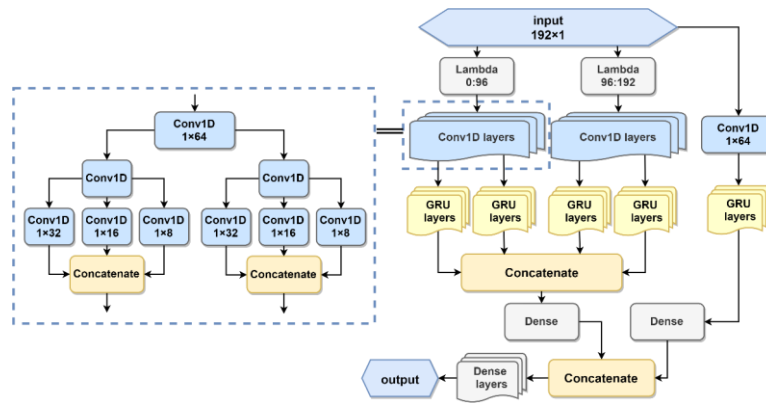 input
192×1
Lambda
0:96
Lambda
96:192
Conv1D layers
Conv1D layers
Conv1D
1×64
GRU
layers
GRU
layers
GRU
layers
GRU
layers
GRU
layers
Concatenate
Dense
Dense
Concatenate
Dense
layers
output
Conv1D
1×64
Conv1D
Conv1D
Conv1D
1×32
Conv1D
1×16
Conv1D
1×8
Conv1D
1×32
Conv1D
1×16
Conv1D
1×8
Concatenate
Concatenate